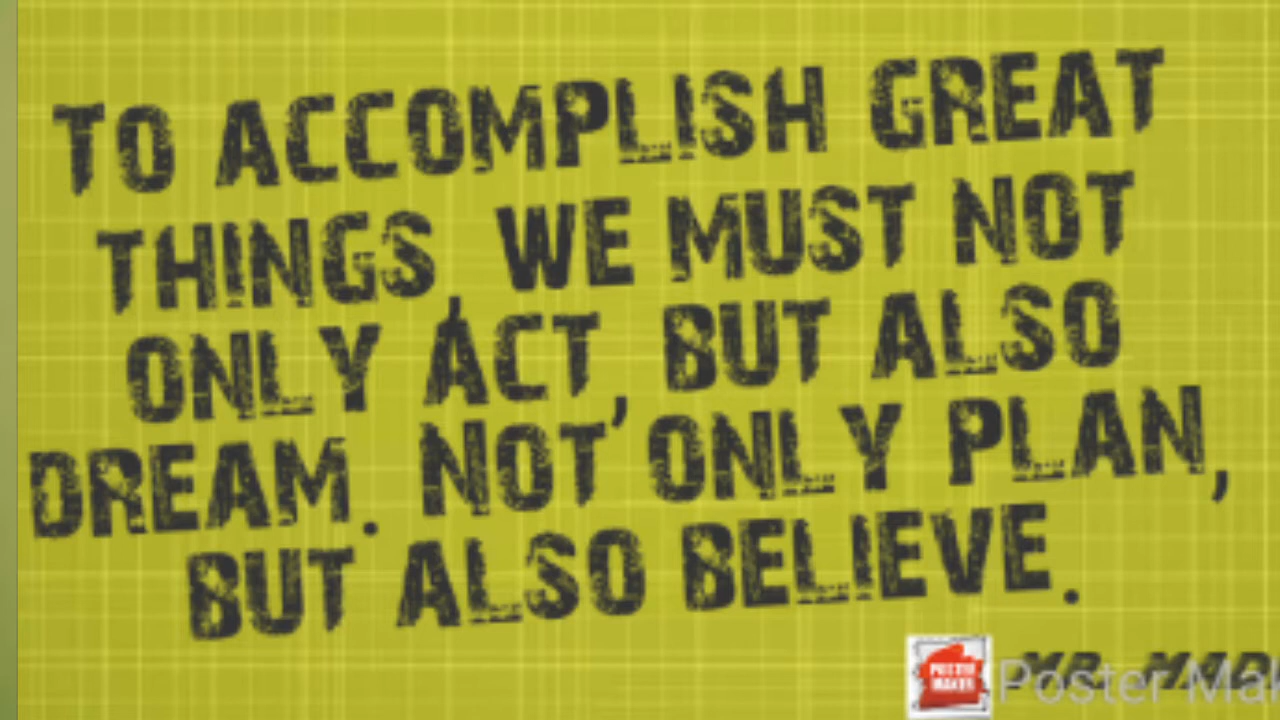 TO ACCOMPLISH GREAT
THINGS, WE MUST NOT
ONLY ACT, BUT ALSO
DREAM. NOT ONLY PLAN,
BUT ALSO BELIEVE.
POSTER
MAKER
Poster
MR.